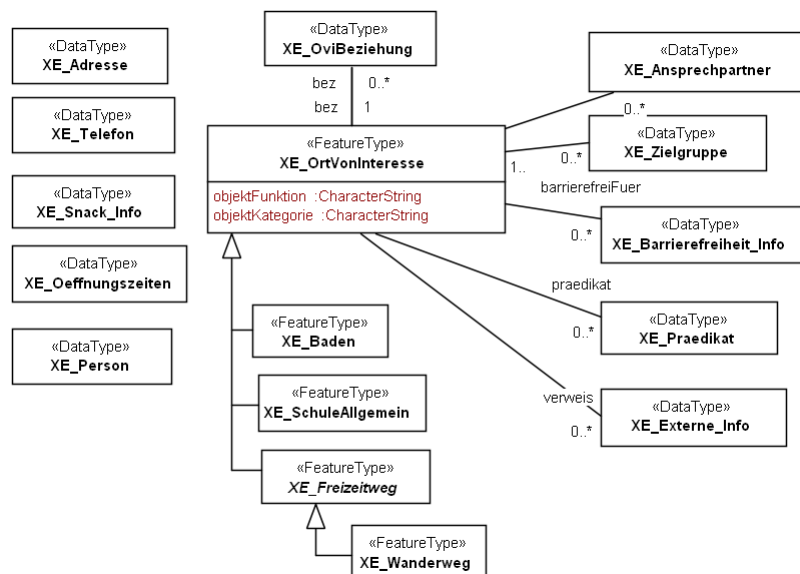 «DataType»
XE_OviBeziehung
«DataType»
XE_Adresse
«DataType»
XE_Ansprechpartner
bez 0..*
bez 1
0..*
«DataType»
XE_Telefon
«FeatureType»
XE_OrtVonInteresse
«DataType»
XE_Zielgruppe
1..
0..*
objektFunktion :CharacterString
objektKategorie :CharacterString
barrierefreiFuer
«DataType»
XE_Snack_Info
«DataType»
XE_Barrierefreiheit_Info
0..*
«DataType»
XE_Oeffnungszeiten
praedikat
«DataType»
XE_Praedikat
0..*
«FeatureType»
XE_Baden
«DataType»
XE_Person
«FeatureType»
XE_SchuleAllgemein
verweis
«DataType»
XE_Externe_Info
0..*
«FeatureType»
XE_Freizeitweg
«FeatureType»
XE_Wanderweg